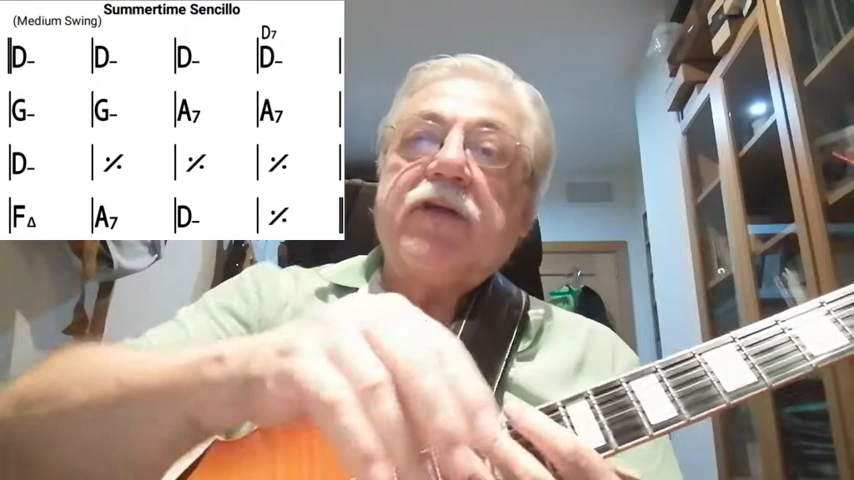 Summertime Sencillo
(Medium Swing)
D7
D- D- D- D-
G- G- A7 A7
D- ٪ ٪ ٪
FΔ A7 D- ٪